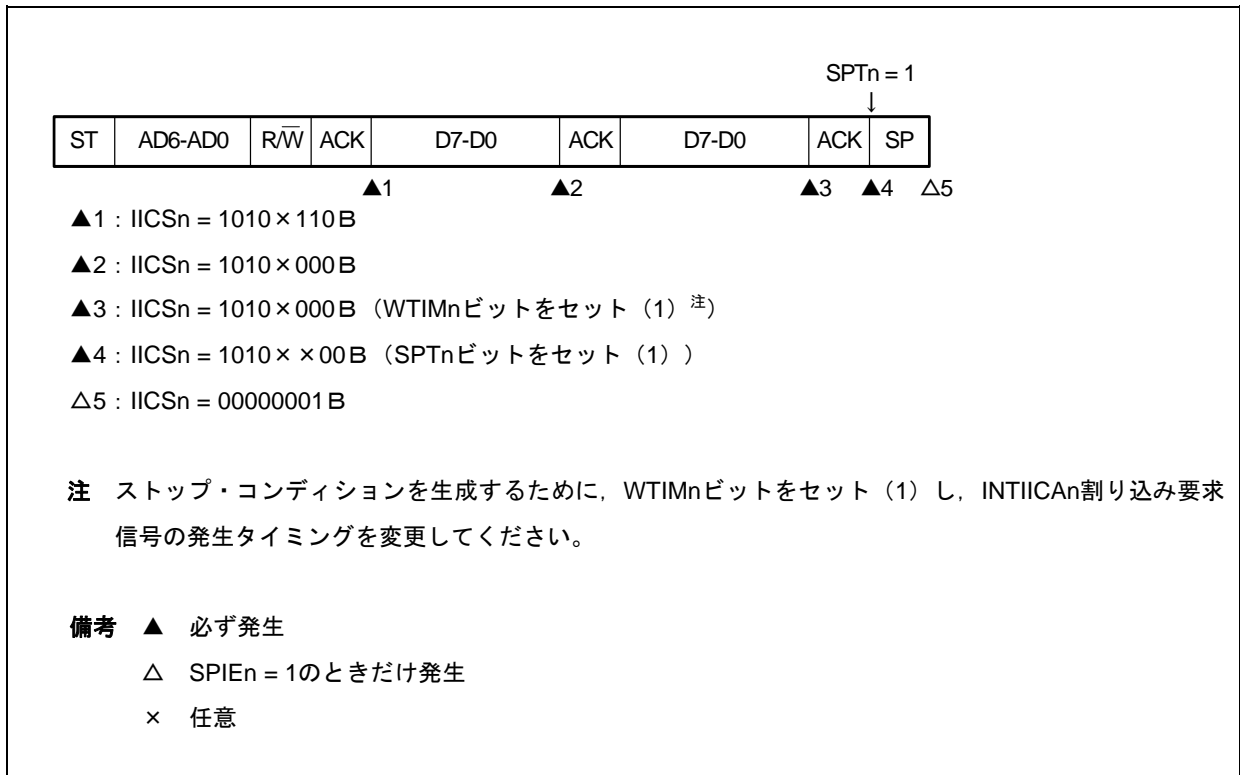 SPTn = 1
↓
ST AD6-AD0 R/W̅ ACK D7-D0 ACK D7-D0 ACK SP
▲1 ▲2 ▲3 ▲4 △5
▲1：IICSn = 1010×110B
▲2：IICSn = 1010×000B
▲3：IICSn = 1010×000B（WTIMnビットをセット（1）注）
▲4：IICSn = 1010××00B（SPTnビットをセット（1））
△5：IICSn = 00000001B
注 ストップ・コンディションを生成するために，WTIMnビットをセット（1）し，INTIICAn割り込み要求
信号の発生タイミングを変更してください。
備考 ▲ 必ず発生
△ SPIEn = 1のときだけ発生
× 任意